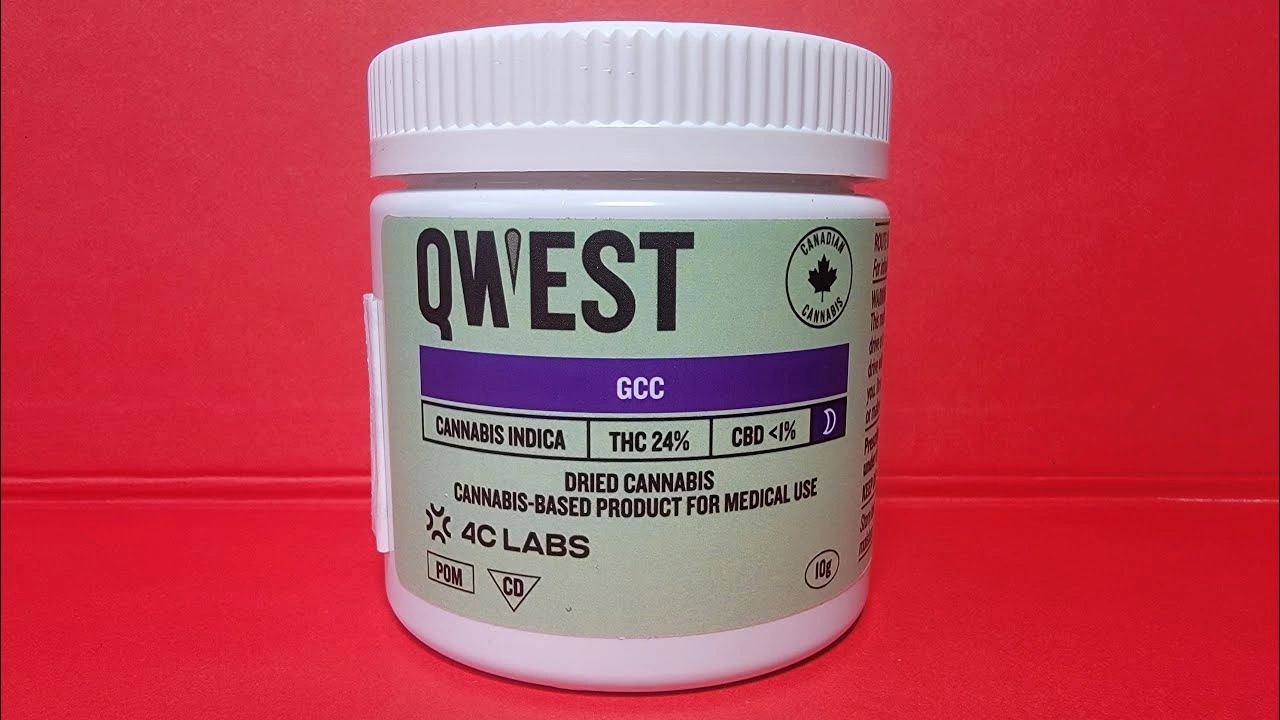 QWEST
CANADIAN
CANNABIS
GCC
CANNABIS INDICA
THC 24%
CBD <1%
DRIED CANNABIS
CANNABIS-BASED PRODUCT FOR MEDICAL USE
4C LABS
POM
CD
10g